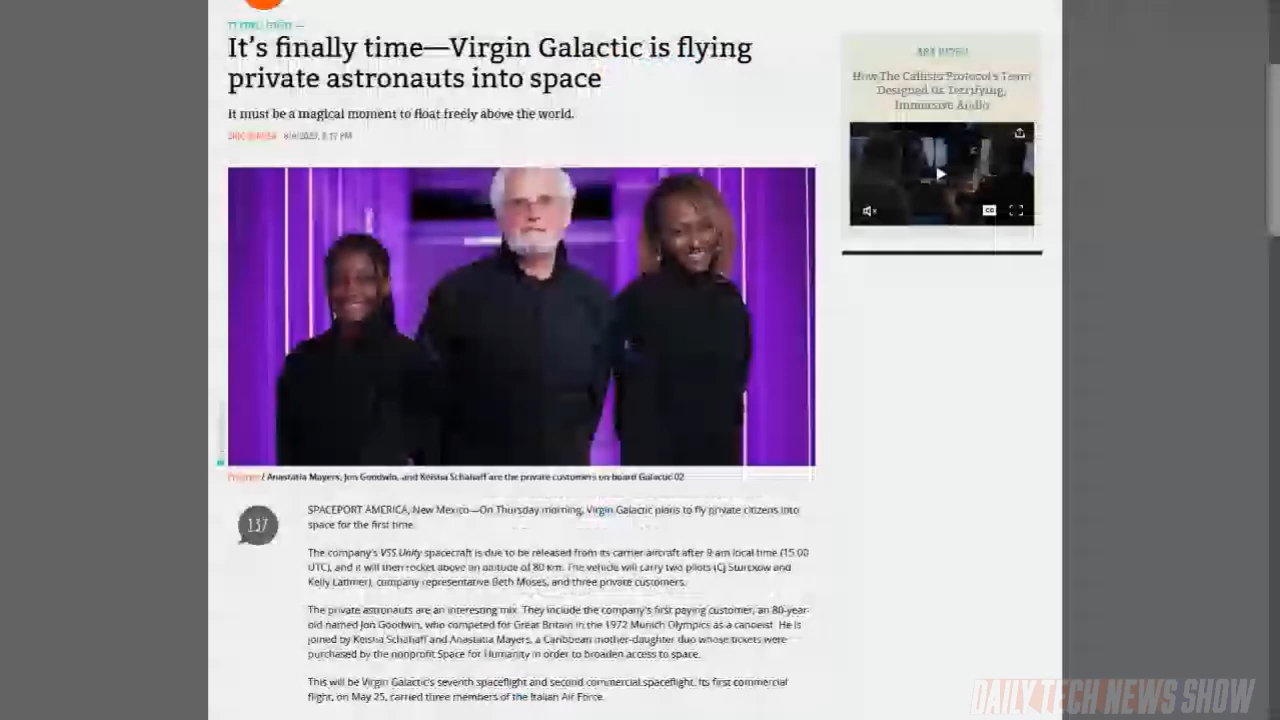 It's finally time—Virgin Galactic is flying
private astronauts into space
It must be a magical moment to float freely above the world.
How The Callisto Protocol's Team
Designed Its Terrifying,
Immersive Audio
CC
/ Anastatia Mayers, Jon Goodwin, and Keisha Schahaff are the private customers on board Galactic 02
137
SPACEPORT AMERICA, New Mexico—On Thursday morning, Virgin Galactic plans to fly private citizens into
space for the first time.
The company's VSS Unity spacecraft is due to be released from its carrier aircraft after 9 am local time (15:00
UTC), and it will then rocket above an altitude of 80 km. The vehicle will carry two pilots (CJ Sturckow and
Kelly Latimer), company representative Beth Moses, and three private customers.
The private astronauts are an interesting mix. They include the company's first paying customer, an 80-year-
old named Jon Goodwin, who competed for Great Britain in the 1972 Munich Olympics as a canoeist. He is
joined by Keisha Schahaff and Anastatia Mayers, a Caribbean mother-daughter duo whose tickets were
purchased by the nonprofit Space for Humanity in order to broaden access to space.
This will be Virgin Galactic's seventh spaceflight and second commercial spaceflight. Its first commercial
flight, on May 25, carried three members of the Italian Air Force.
DAILY TECH NEWS SHOW